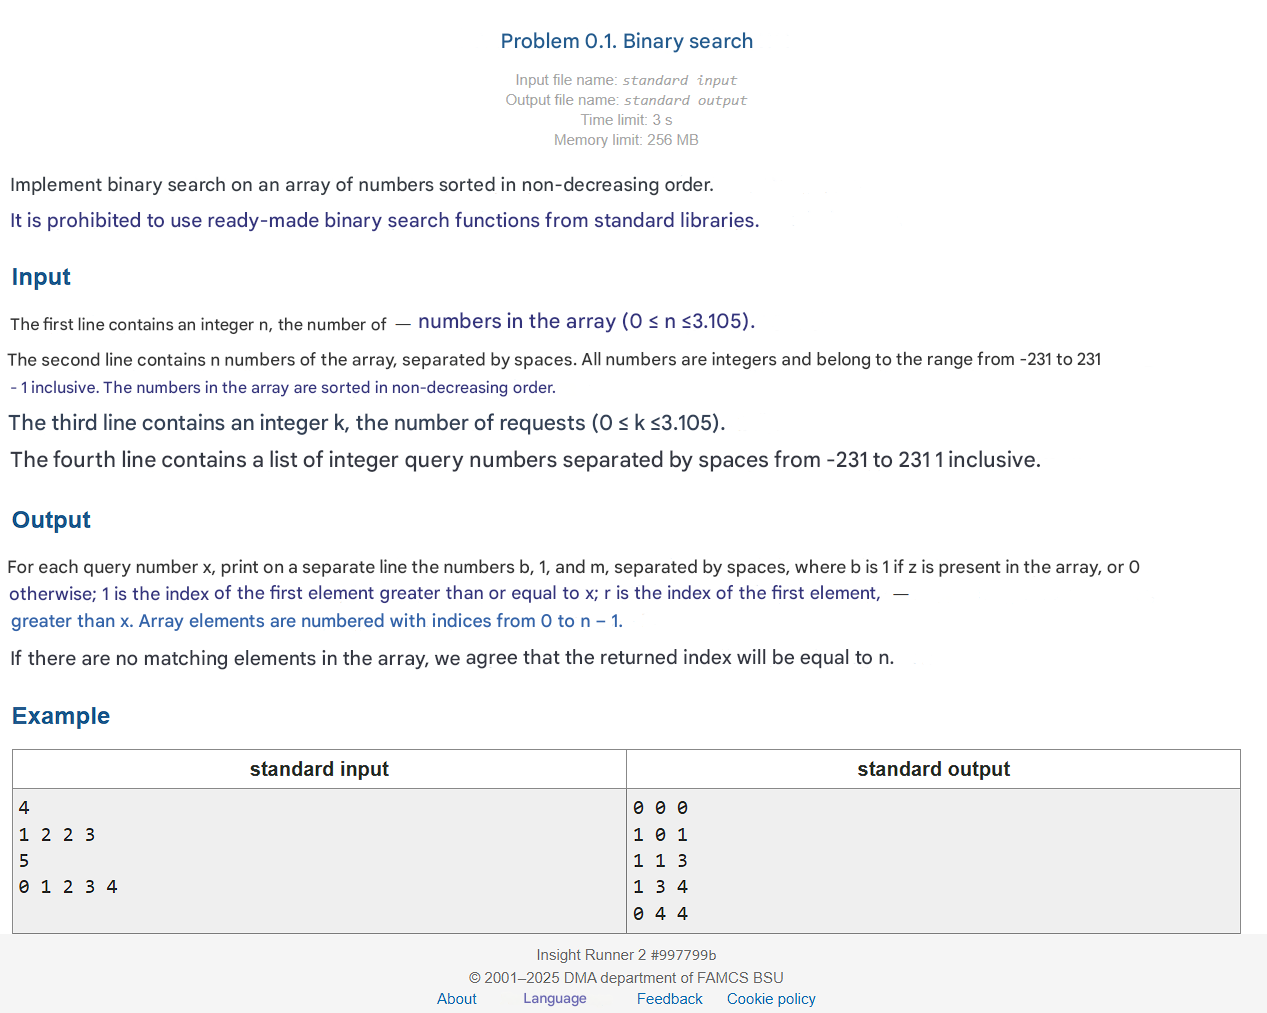 Problem 0.1. Binary search
Input file name: standard input
Output file name: standard output
Time limit: 3 s
Memory limit: 256 MB
Implement binary search on an array of numbers sorted in non-decreasing order.
It is prohibited to use ready-made binary search functions from standard libraries.
Input
The first line contains an integer n, the number of — numbers in the array (0 ≤ n ≤3.105).
The second line contains n numbers of the array, separated by spaces. All numbers are integers and belong to the range from -231 to 231
- 1 inclusive. The numbers in the array are sorted in non-decreasing order.
The third line contains an integer k, the number of requests (0 ≤ k ≤3.105).
The fourth line contains a list of integer query numbers separated by spaces from -231 to 231 1 inclusive.
Output
For each query number x, print on a separate line the numbers b, 1, and m, separated by spaces, where b is 1 if z is present in the array, or 0
otherwise; 1 is the index of the first element greater than or equal to x; r is the index of the first element, —
greater than x. Array elements are numbered with indices from 0 to n – 1.
If there are no matching elements in the array, we agree that the returned index will be equal to n.
Example
standard input standard output
4 0 0 0
1 2 2 3 1 0 1
5 1 1 3
0 1 2 3 4 1 3 4
0 4 4
Insight Runner 2 #997799b
© 2001–2025 DMA department of FAMCS BSU
About Language Feedback Cookie policy